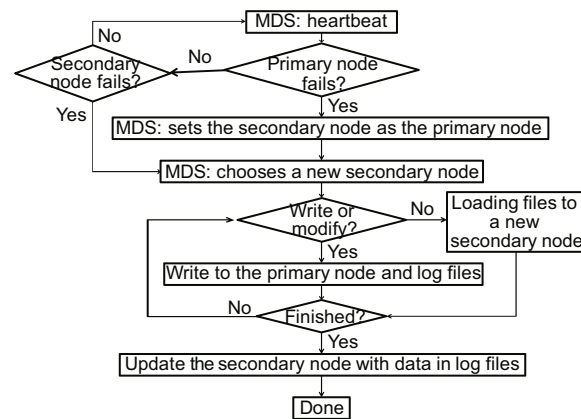 MDS: heartbeat
No
No
Secondary
node fails?
Primary node
fails?
Yes
Yes
MDS: sets the secondary node as the primary node
MDS: chooses a new secondary node
Write or
modify?
No
Loading files to
a new
secondary node
Yes
Write to the primary node and log files
No
Finished?
Yes
Update the secondary node with data in log files
Done